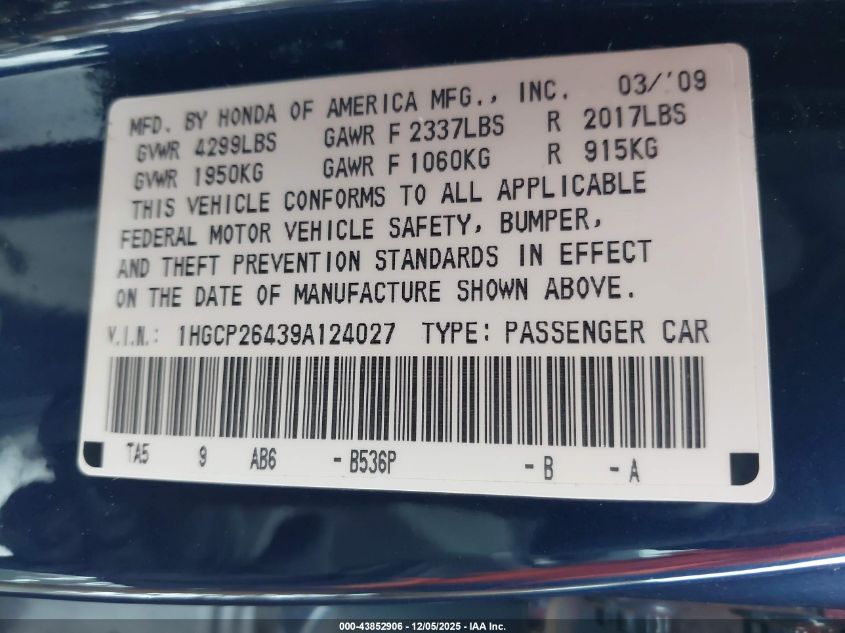 MFD. BY HONDA OF AMERICA MFG., INC. 03/'09
GVWR 4299LBS GAWR F 2337LBS R 2017LBS
GVWR 1950KG GAWR F 1060KG R 915KG
THIS VEHICLE CONFORMS TO ALL APPLICABLE
FEDERAL MOTOR VEHICLE SAFETY, BUMPER,
AND THEFT PREVENTION STANDARDS IN EFFECT
ON THE DATE OF MANUFACTURE SHOWN ABOVE.
V.I.N.: 1HGCP26439A124027 TYPE: PASSENGER CAR
TA5 9 AB6 - B536P - B - A
000-43852906 - 12/05/2025 - IAA Inc.